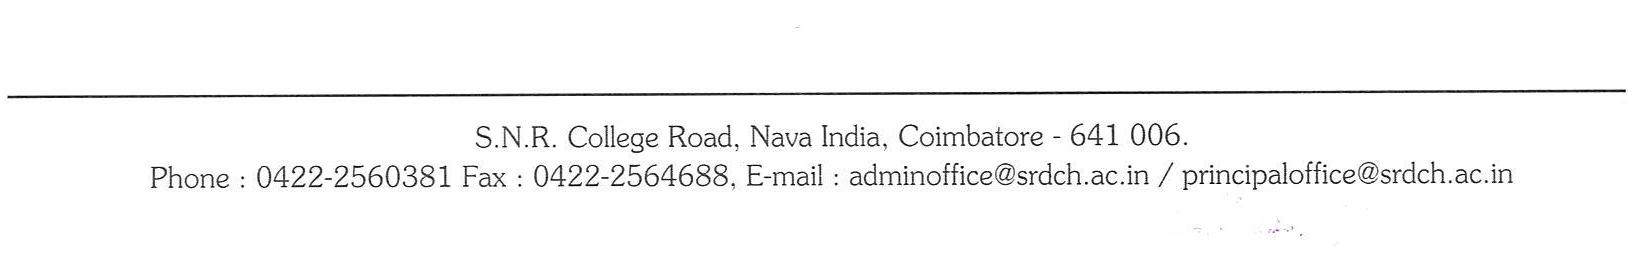 S.N.R. College Road, Nava India, Coimbatore - 641 006.
Phone : 0422-2560381 Fax : 0422-2564688, E-mail : adminoffice@srdch.ac.in / principaloffice@srdch.ac.in